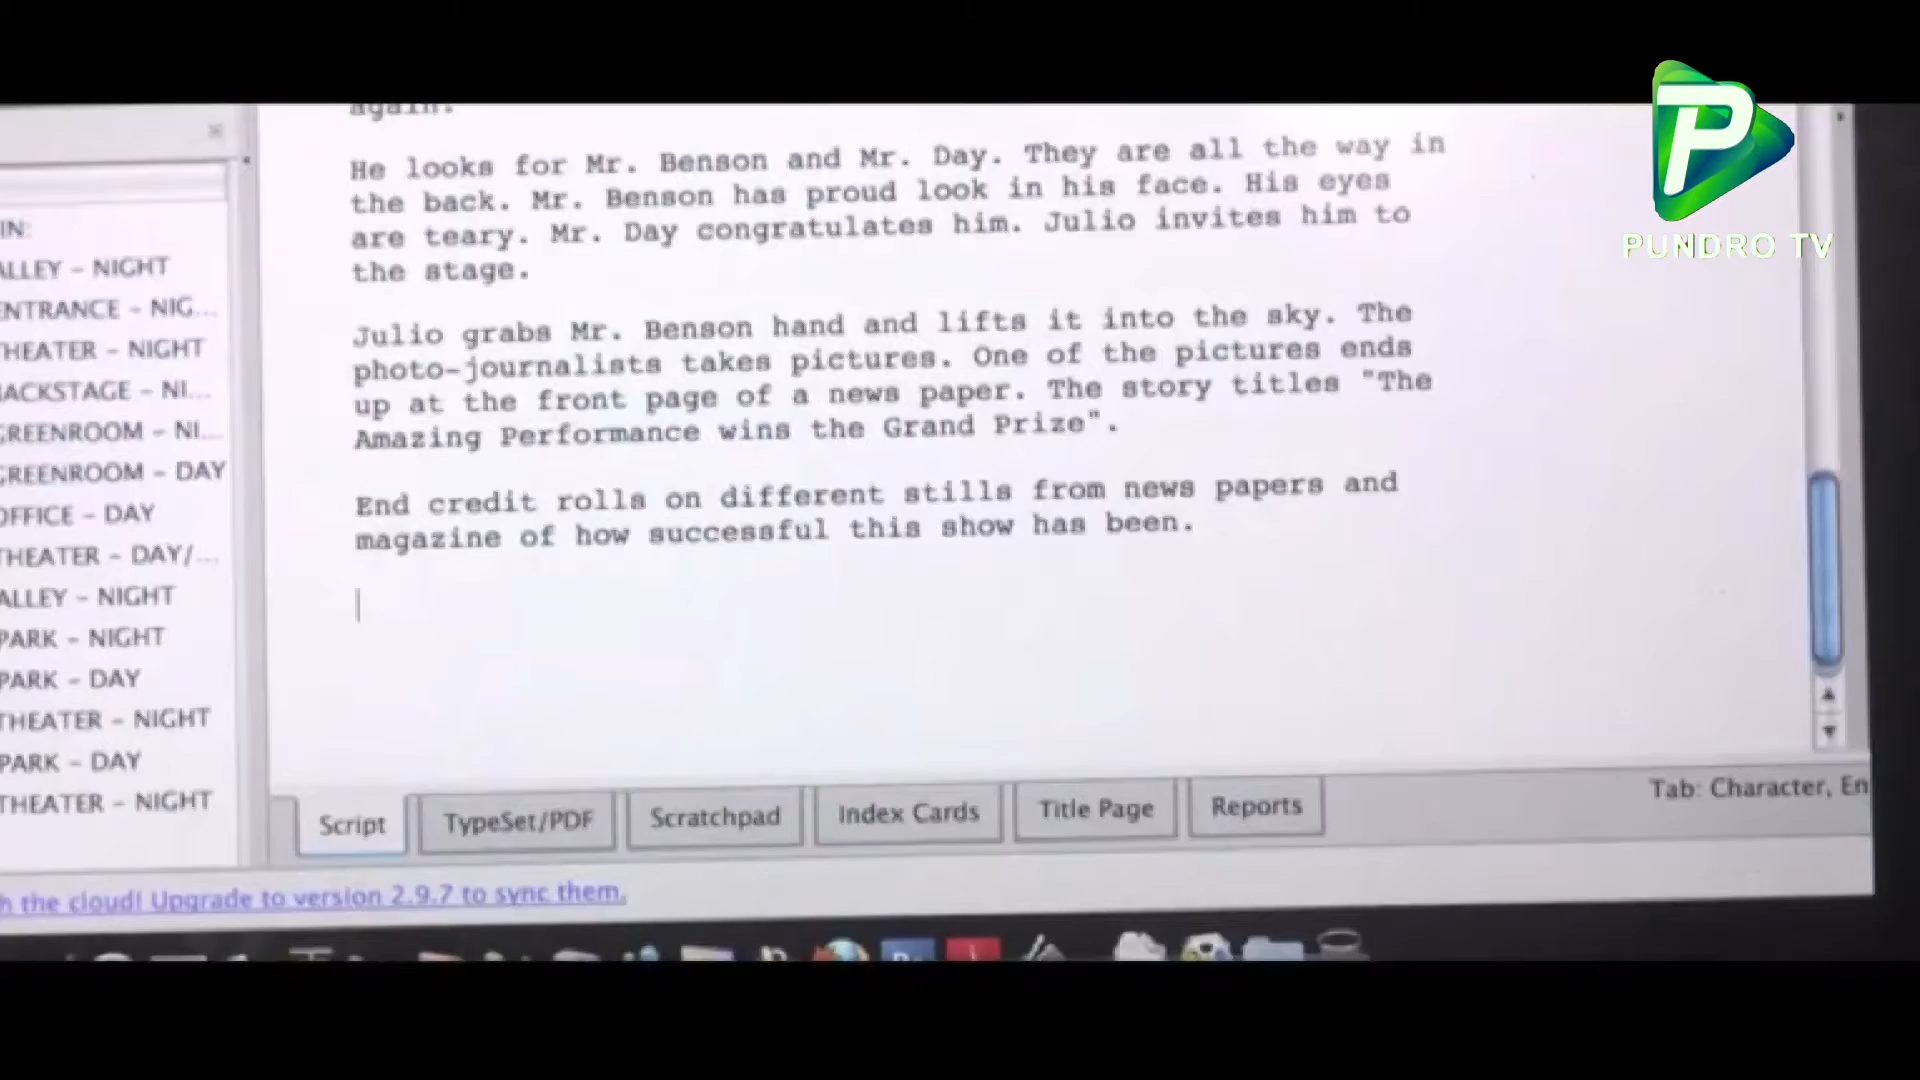 again.
He looks for Mr. Benson and Mr. Day. They are all the way in
the back. Mr. Benson has proud look in his face. His eyes
are teary. Mr. Day congratulates him. Julio invites him to
the stage.
Julio grabs Mr. Benson hand and lifts it into the sky. The
photo-journalists takes pictures. One of the pictures ends
up at the front page of a news paper. The story titles "The
Amazing Performance wins the Grand Prize".
End credit rolls on different stills from news papers and
magazine of how successful this show has been.
IN:
ALLEY - NIGHT
ENTRANCE - NIG...
THEATER - NIGHT
BACKSTAGE - NI...
GREENROOM - NI...
GREENROOM - DAY
OFFICE - DAY
THEATER - DAY/...
ALLEY - NIGHT
PARK - NIGHT
PARK - DAY
THEATER - NIGHT
PARK - DAY
THEATER - NIGHT
Script
TypeSet/PDF
Scratchpad
Index Cards
Title Page
Reports
Tab: Character, En
h the cloud! Upgrade to version 2.9.7 to sync them.
PUNDRO TV